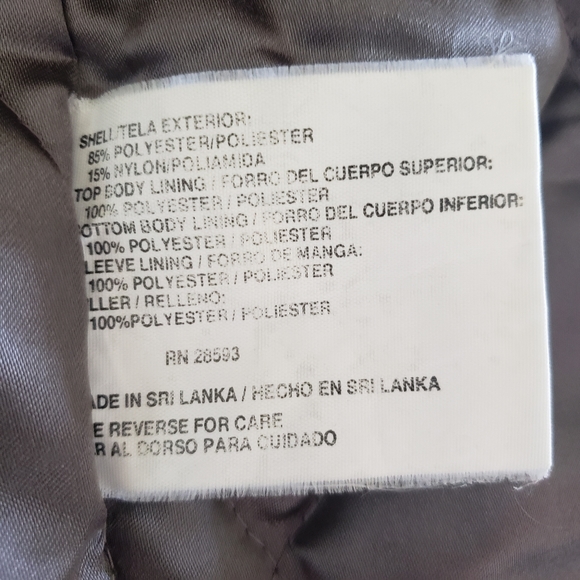 SHELL/TELA EXTERIOR:
85% POLYESTER/POLIESTER
15% NYLON/POLIAMIDA
TOP BODY LINING / FORRO DEL CUERPO SUPERIOR:
100% POLYESTER / POLIESTER
OTTOM BODY LINING / FORRO DEL CUERPO INFERIOR:
100% POLYESTER / POLIESTER
LEEVE LINING / FORRO DE MANGA:
100% POLYESTER / POLIESTER
LLER / RELLENO:
100%POLYESTER / POLIESTER
RN 28593
ADE IN SRI LANKA / HECHO EN SRI LANKA
E REVERSE FOR CARE
R AL DORSO PARA CUIDADO